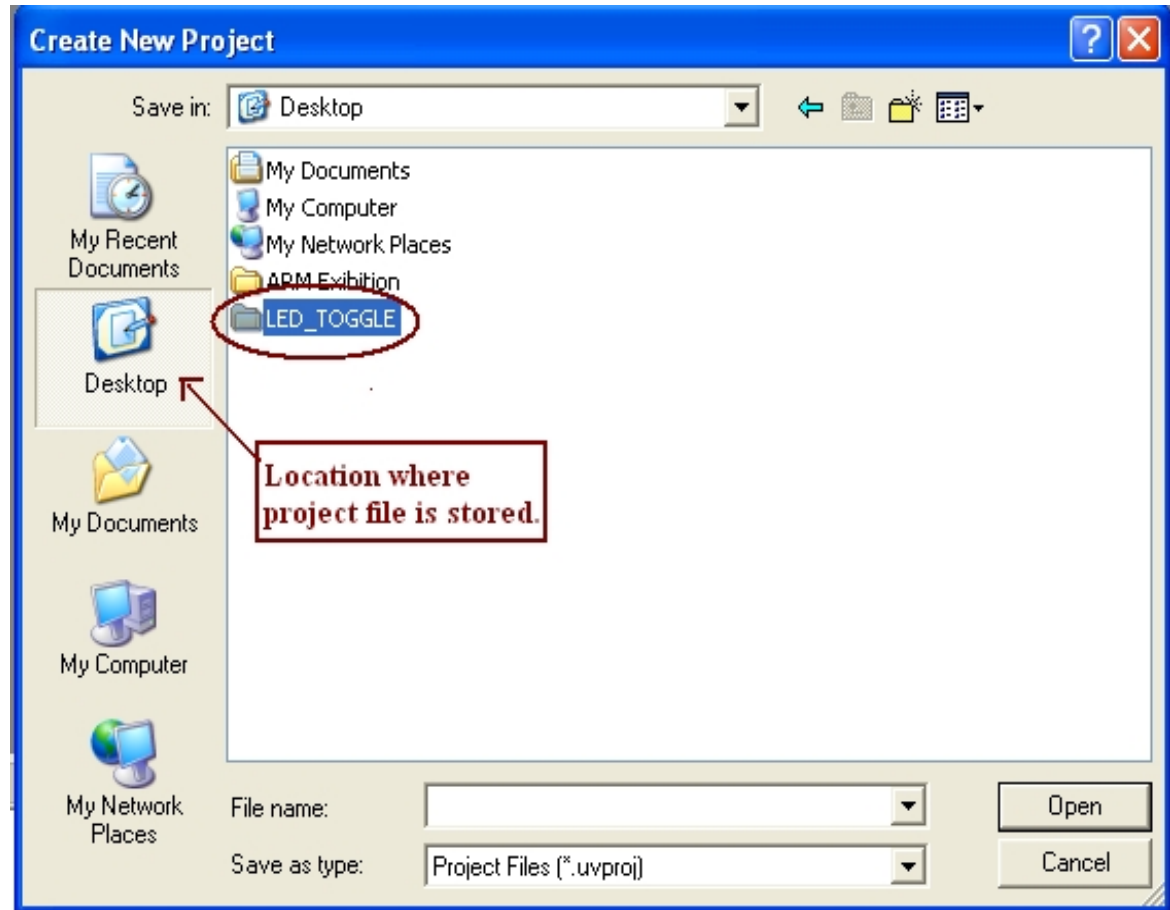 Create New Project
Save in:
Desktop
My Documents
My Computer
My Network Places
ARM Exibition
LED_TOGGLE
My Recent
Documents
Desktop
My Documents
My Computer
My Network
Places
Location where
project file is stored.
File name:
Open
Save as type:
Project Files (*.uvproj)
Cancel